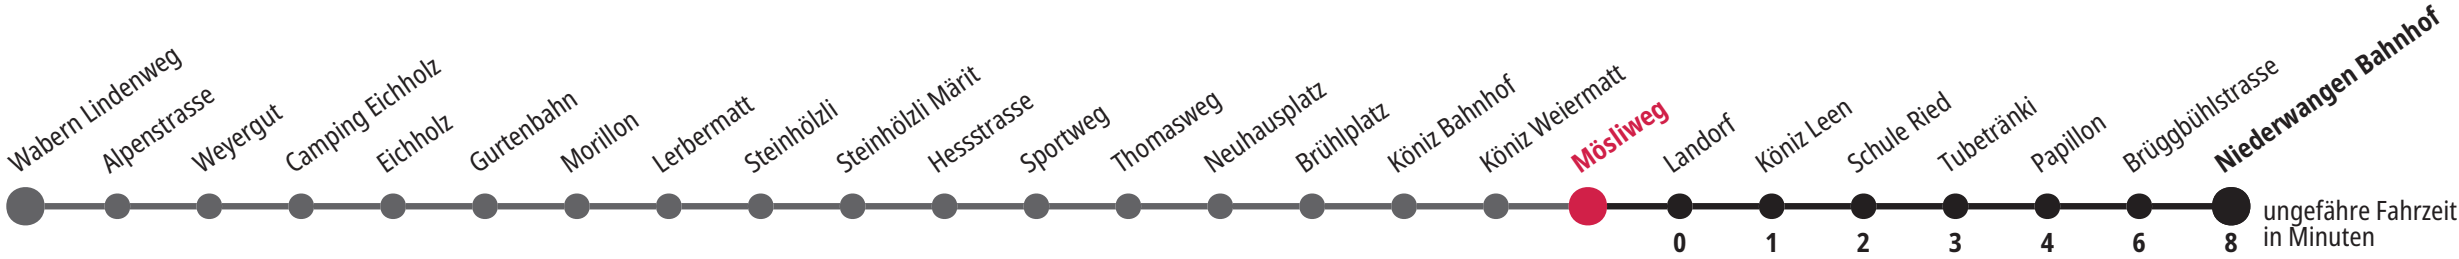 Wabern Lindenweg
Alpenstrasse
Weyergut
Camping Eichholz
Eichholz
Gurtenbahn
Morillon
Lerbermatt
Steinhölzli
Steinhölzli Märit
Hessstrasse
Sportweg
Thomasweg
Neuhausplatz
Brühlplatz
Köniz Bahnhof
Köniz Weiermatt
Mösliweg
Landorf
Köniz Leen
Schule Ried
Tubetränki
Papillon
Brüggbühlstrasse
Niederwangen Bahnhof
0 1 2 3 4 6 8
ungefähre Fahrzeit
in Minuten